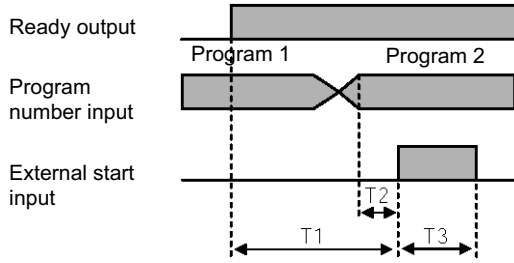 Ready output
Program 1
Program 2
Program
number input
External start
input
T2
T1
T3